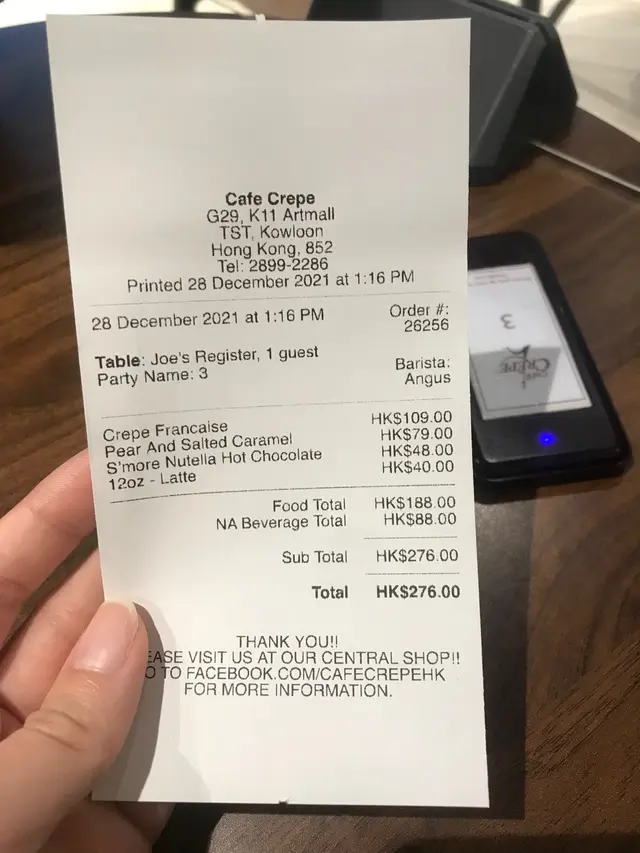 Cafe Crepe
G29, K11 Artmall
TST, Kowloon
Hong Kong, 852
Tel: 2899-2286
Printed 28 December 2021 at 1:16 PM
28 December 2021 at 1:16 PM
Order #:
26256
Table: Joe's Register, 1 guest
Party Name: 3
Barista:
Angus
Crepe Francaise HK$109.00
Pear And Salted Caramel HK$79.00
S'more Nutella Hot Chocolate HK$48.00
12oz - Latte HK$40.00
Food Total HK$188.00
NA Beverage Total HK$88.00
Sub Total HK$276.00
Total HK$276.00
THANK YOU!!
EASE VISIT US AT OUR CENTRAL SHOP!!
O TO FACEBOOK.COM/CAFECREPEHK
FOR MORE INFORMATION.
3
CREPE